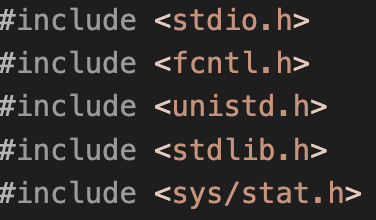 #include <stdio.h>
#include <fcntl.h>
#include <unistd.h>
#include <stdlib.h>
#include <sys/stat.h>